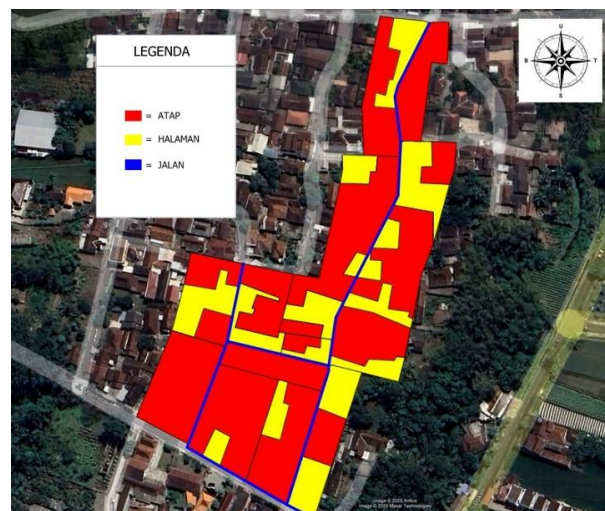 LEGENDA
= ATAP
= HALAMAN
= JALAN
U
B T
S
Image © 2025 Airbus
Image © 2025 Maxar Technologies